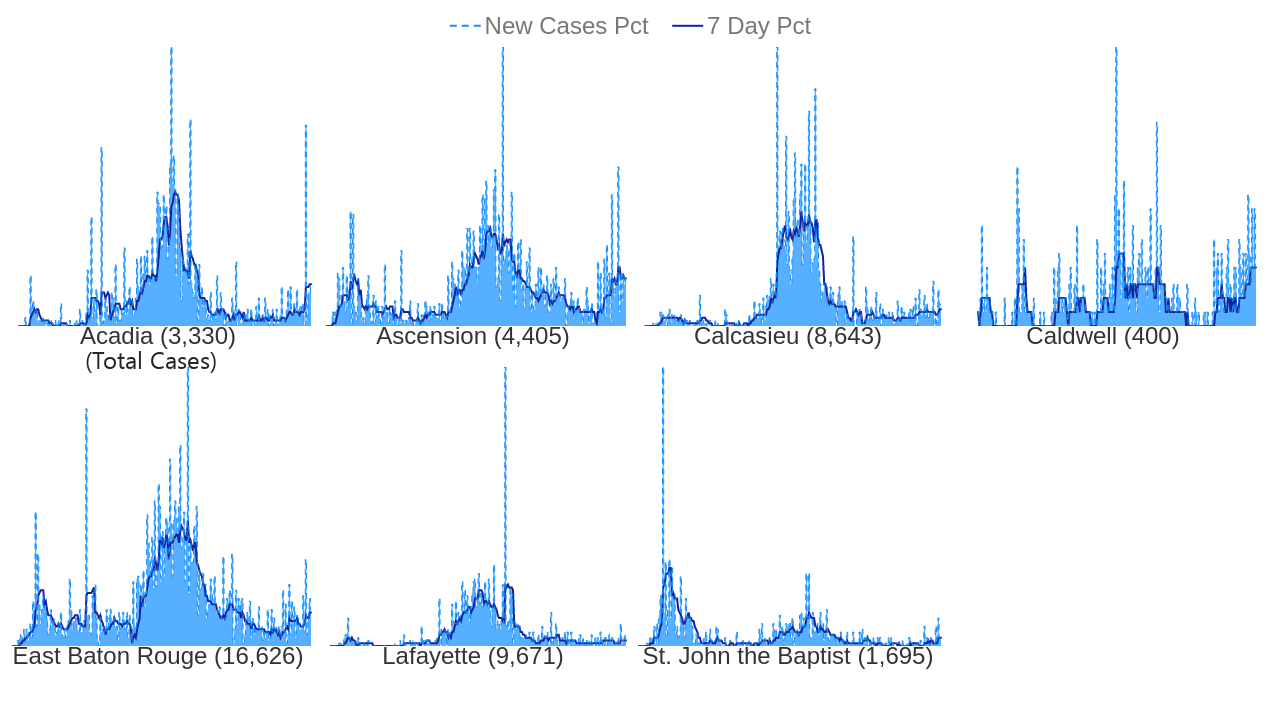 New Cases Pct 7 Day Pct
Acadia (3,330) Ascension (4,405) Calcasieu (8,643) Caldwell (400)
(Total Cases)
East Baton Rouge (16,626) Lafayette (9,671) St. John the Baptist (1,695)